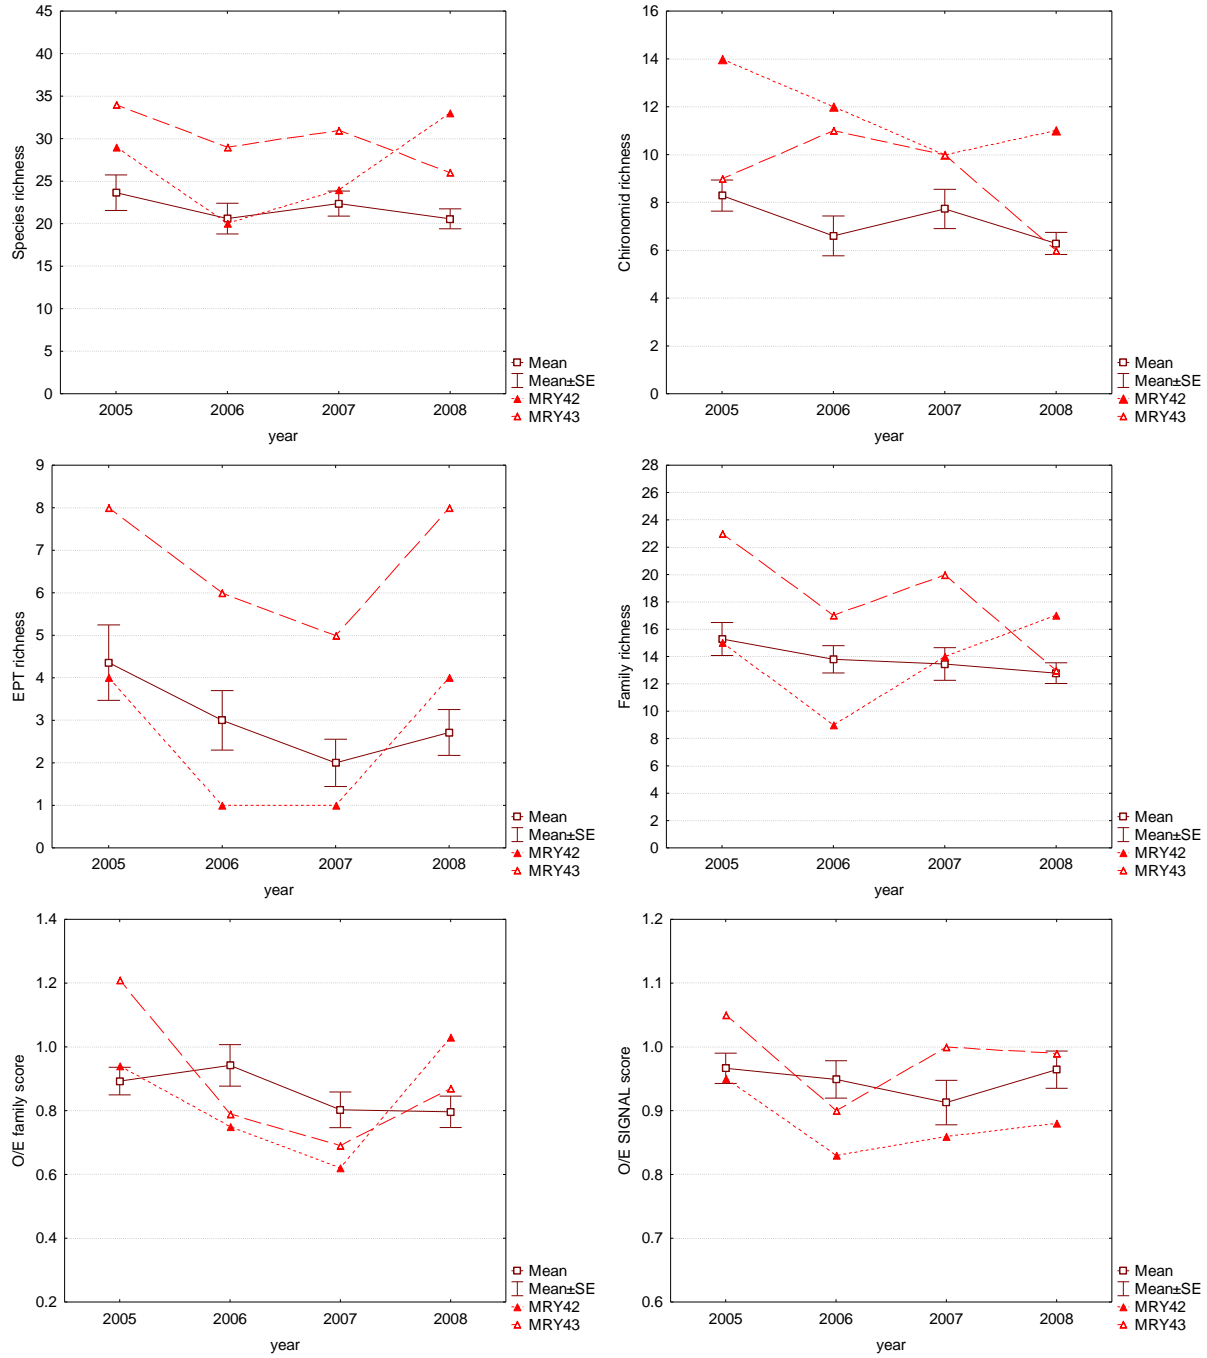 Species richness
45
40
35
30
25
20
15
10
5
0
2005 2006 2007 2008
year
Mean
Mean±SE
MRY42
MRY43
Chironomid richness
16
14
12
10
8
6
4
2
0
2005 2006 2007 2008
year
Mean
Mean±SE
MRY42
MRY43
EPT richness
9
8
7
6
5
4
3
2
1
0
2005 2006 2007 2008
year
Mean
Mean±SE
MRY42
MRY43
Family richness
28
26
24
22
20
18
16
14
12
10
8
6
4
2
0
2005 2006 2007 2008
year
Mean
Mean±SE
MRY42
MRY43
O/E family score
1.4
1.2
1.0
0.8
0.6
0.4
0.2
2005 2006 2007 2008
year
Mean
Mean±SE
MRY42
MRY43
O/E SIGNAL score
1.2
1.1
1.0
0.9
0.8
0.7
0.6
2005 2006 2007 2008
year
Mean
Mean±SE
MRY42
MRY43